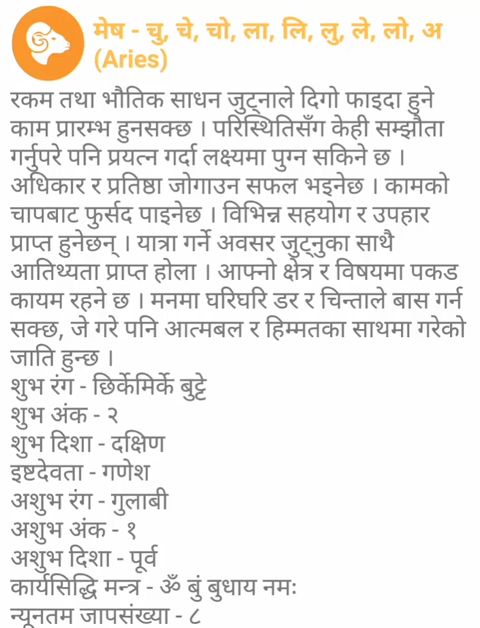 मेष - चु, चे, चो, ला, लि, लु, ले, लो, अ
(Aries)
रकम तथा भौतिक साधन जुट्नाले दिगो फाइदा हुने
काम प्रारम्भ हुनसक्छ । परिस्थितिसँग केही सम्झौता
गर्नुपरे पनि प्रयत्न गर्दा लक्ष्यमा पुग्न सकिने छ ।
अधिकार र प्रतिष्ठा जोगाउन सफल भइनेछ । कामको
चापबाट फुर्सद पाइनेछ । विभिन्न सहयोग र उपहार
प्राप्त हुनेछन् । यात्रा गर्ने अवसर जुट्नुका साथै
आतिथ्यता प्राप्त होला । आफ्नो क्षेत्र र विषयमा पकड
कायम रहने छ । मनमा घरिघरि डर र चिन्ताले बास गर्न
सक्छ, जे गरे पनि आत्मबल र हिम्मतका साथमा गरेको
जाति हुन्छ ।
शुभ रंग - छिर्केमिर्के बुट्टे
शुभ अंक - २
शुभ दिशा - दक्षिण
इष्टदेवता - गणेश
अशुभ रंग - गुलाबी
अशुभ अंक - १
अशुभ दिशा - पूर्व
कार्यसिद्धि मन्त्र - ॐ बुं बुधाय नमः
न्यूनतम जापसंख्या - ८